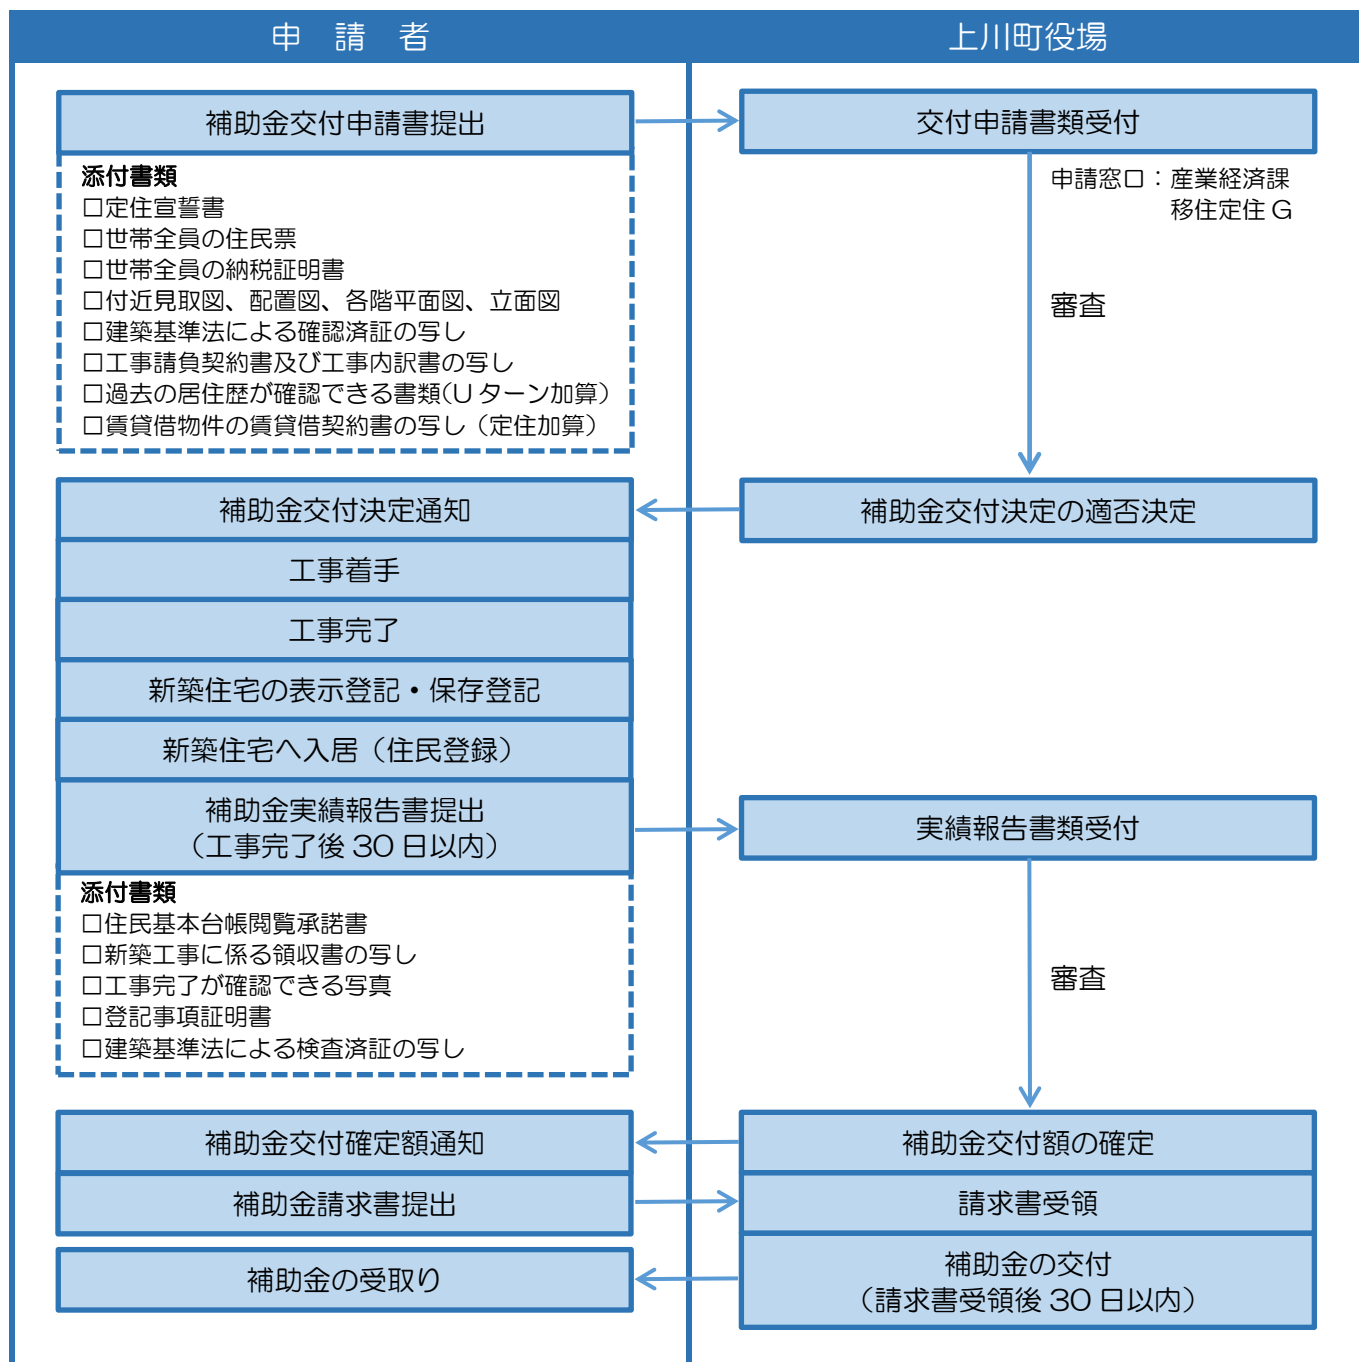 申 請 者
上川町役場
補助金交付申請書提出
交付申請書類受付
添付書類
□定住宣誓書
□世帯全員の住民票
□世帯全員の納税証明書
□付近見取図、配置図、各階平面図、立面図
□建築基準法による確認済証の写し
□工事請負契約書及び工事内訳書の写し
□過去の居住歴が確認できる書類(Uターン加算)
□賃貸借物件の賃貸借契約書の写し（定住加算）
申請窓口：産業経済課
移住定住 G
審査
補助金交付決定通知
補助金交付決定の適否決定
工事着手
工事完了
新築住宅の表示登記・保存登記
新築住宅へ入居（住民登録）
補助金実績報告書提出
（工事完了後 30 日以内）
実績報告書類受付
添付書類
□住民基本台帳閲覧承諾書
□新築工事に係る領収書の写し
□工事完了が確認できる写真
□登記事項証明書
□建築基準法による検査済証の写し
審査
補助金交付確定額通知
補助金交付額の確定
補助金請求書提出
請求書受領
補助金の受取り
補助金の交付
（請求書受領後 30 日以内）